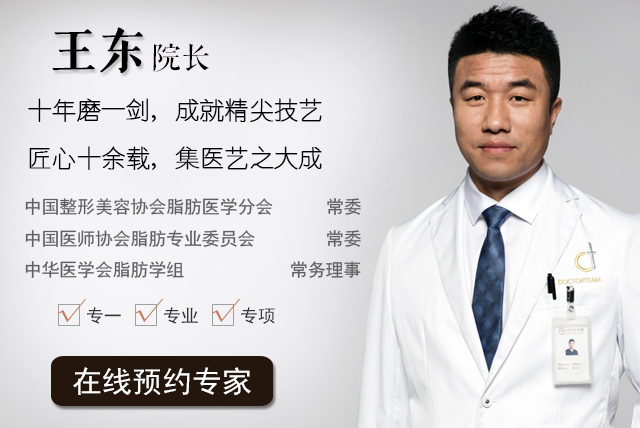 王东 院长
十年磨一剑，成就精尖技艺
匠心十余载，集医艺之大成
中国整形美容协会脂肪医学分会 常委
中国医师协会脂肪专业委员会 常委
中华医学会脂肪学组 常务理事
专一 专业 专项
在线预约专家
DOCTORTEAM